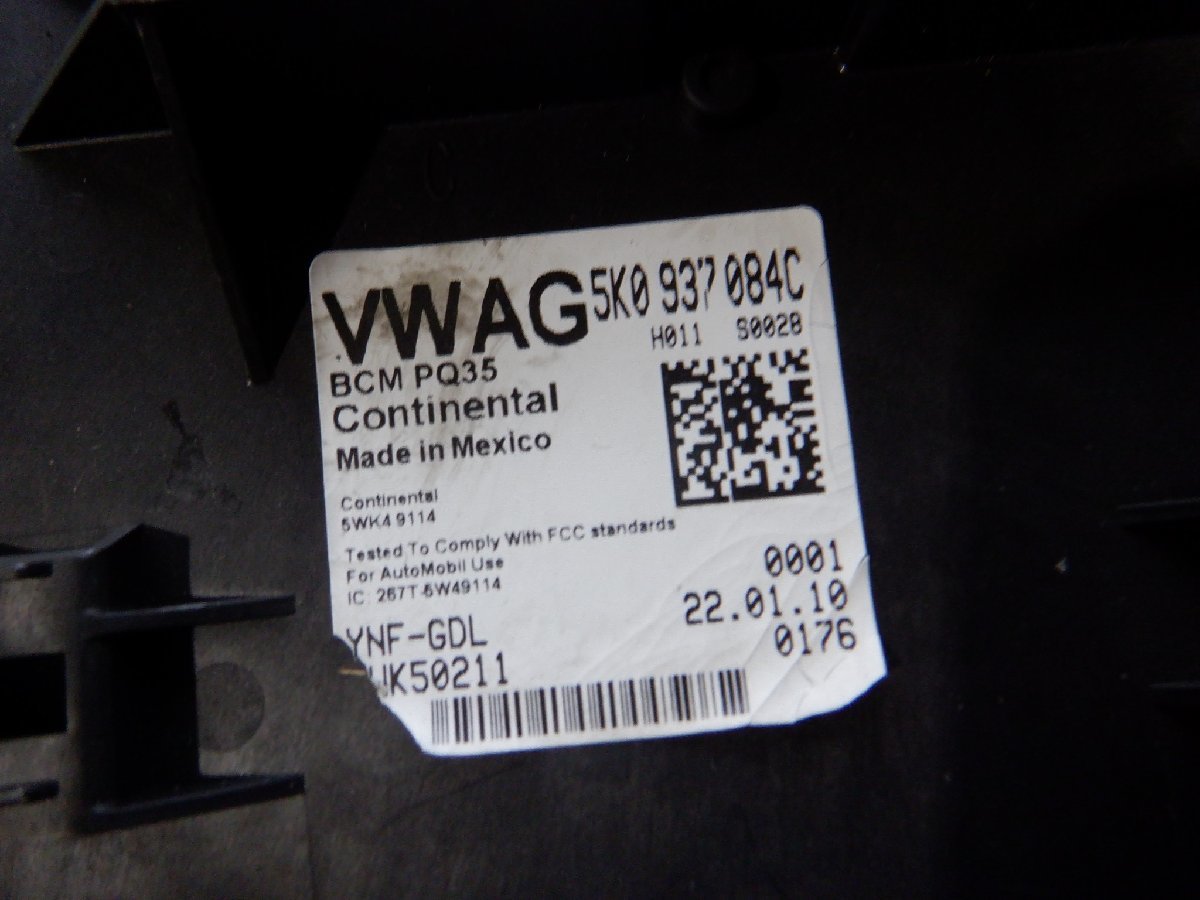 VWAG 5K0 937 084C
H011 S0028
BCM PQ35
Continental
Made in Mexico
Continental
5WK4 9114
Tested To Comply With FCC standards
For AutoMobil Use
IC: 267T-5W49114
0001
22.01.10
0176
YNF-GDL
WK50211